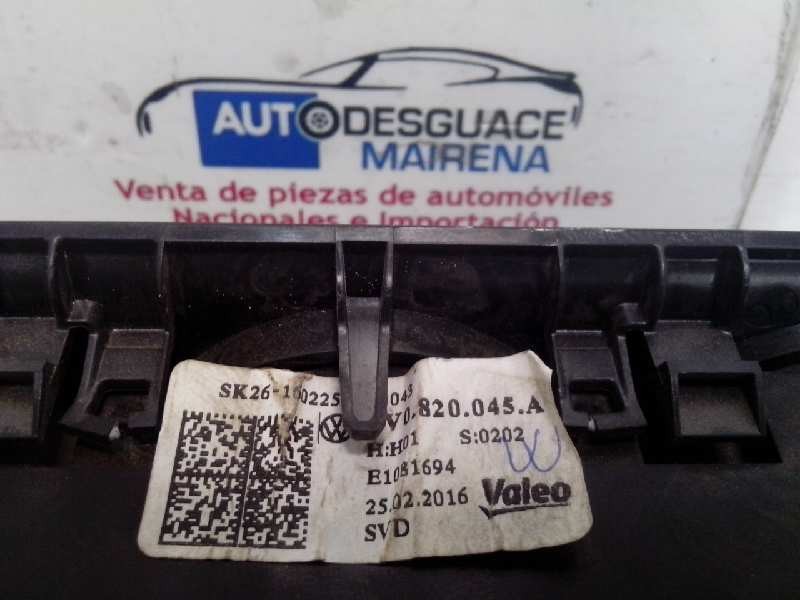 AUTODESGUACE
MAIRENA
Venta de piezas de automóviles
Nacionales e Importación
SK26-160225 043
V0.820.045.A
H:H01 S:0202
E1081694
25.02.2016 Valeo
SVD